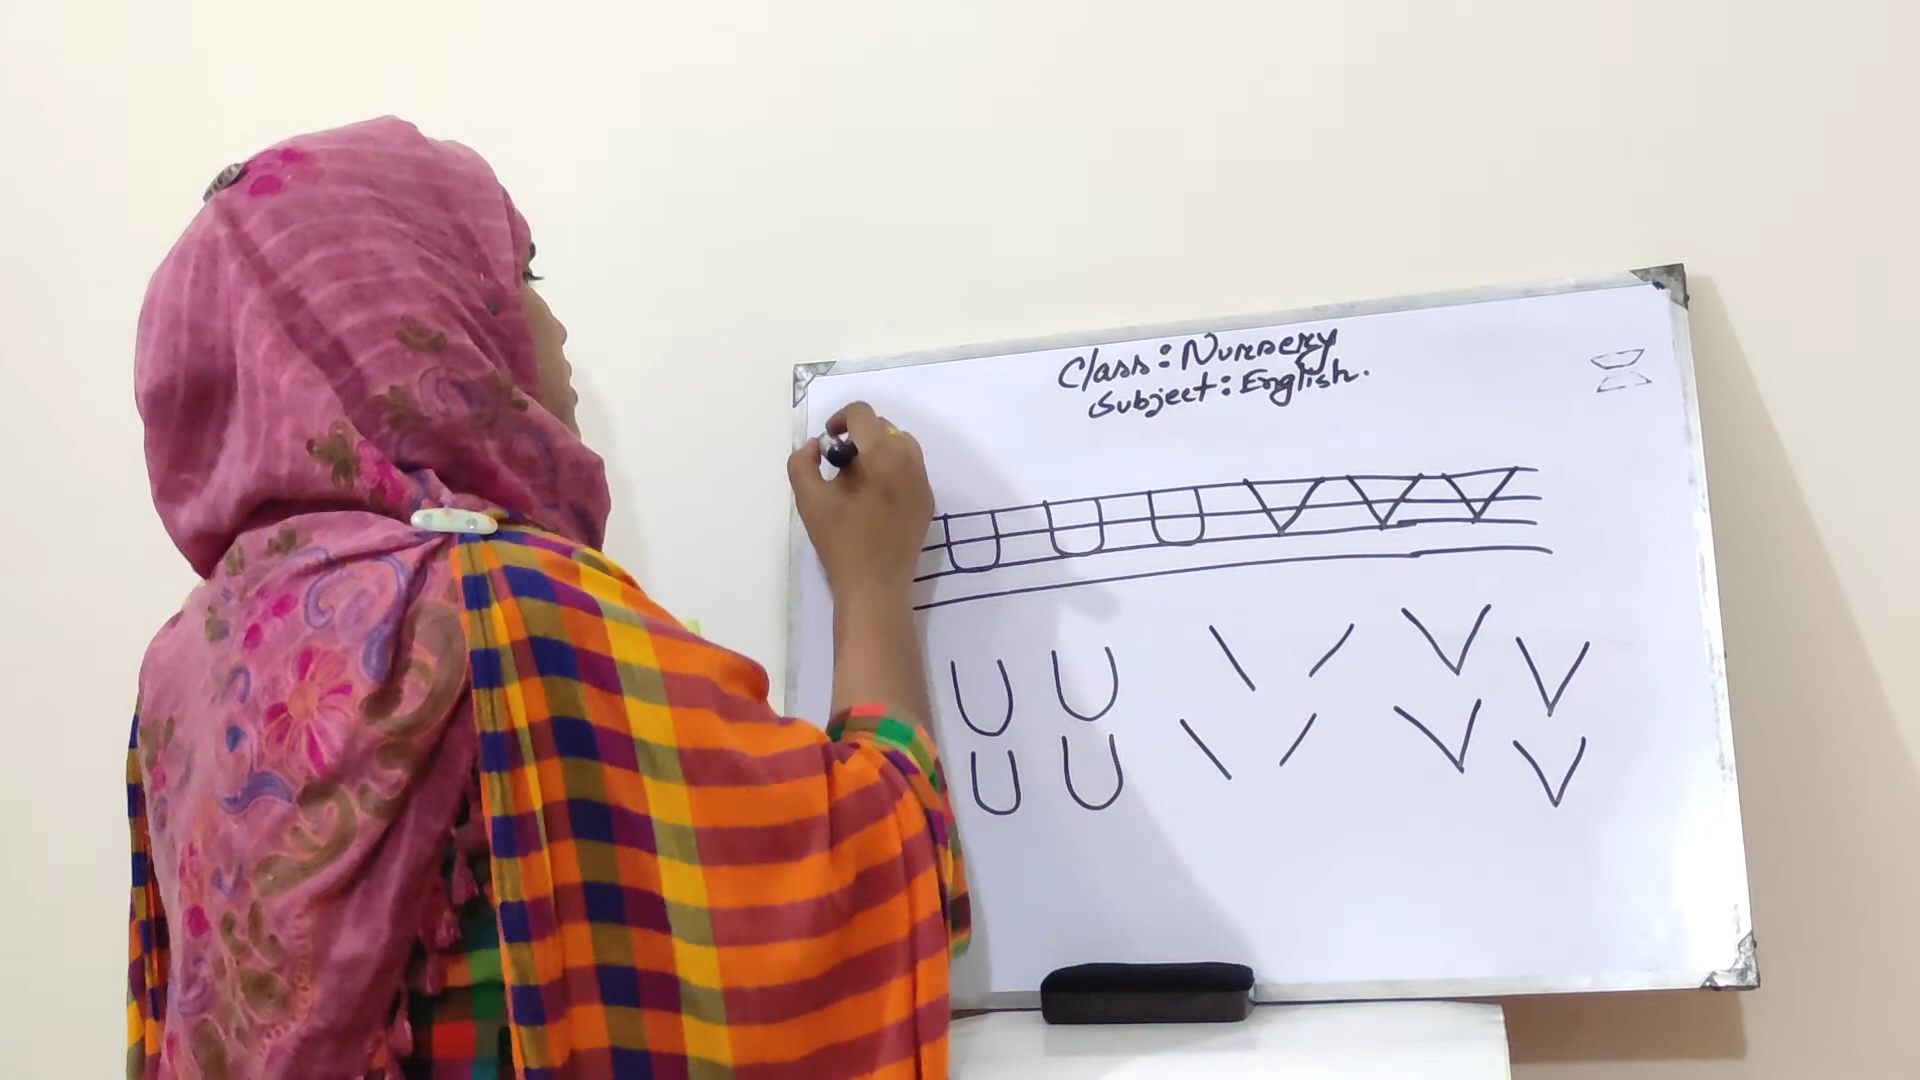 Class: Nursery
Subject: English.
U U U V V V
U U \ / V V
U U \ / V V